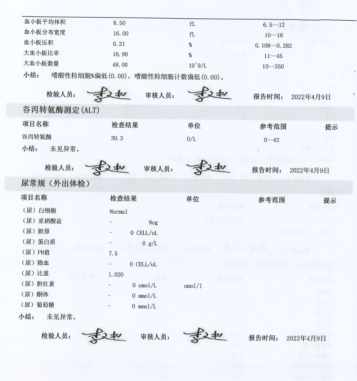 血小板平均体积 8.50 fL 6.5--12
血小板分布宽度 16.00 fL 10--18
血小板压积 0.21 % 0.108--0.282
大血小板比率 18.90 % 11--45
大血小板数量 48.00 10^9/L 10--350
小结： 嗜酸性粒细胞%偏低(0.00)，嗜酸性粒细胞计数偏低(0.00)。
检验人员： 审核人员： 报告时间： 2022年4月9日
谷丙转氨酶测定(ALT)
项目名称 检查结果 单位 参考范围 提示
谷丙转氨酶 30.3 U/L 0--42
小结： 未见异常。
检验人员： 审核人员： 报告时间： 2022年4月9日
尿常规（外出体检）
项目名称 检查结果 单位 参考范围 提示
（尿）白细胞 Normal
（尿）亚硝酸盐 - Neg
（尿）胆原 - 0 CELL/uL
（尿）蛋白质 - 0 g/L
（尿）PH值 7.5
（尿）隐血 - 0 CELL/uL
（尿）比重 1.020
（尿）胆红素 - 0 umol/L umol/l
（尿）酮体 - 0 mmol/L
（尿）葡萄糖 - 0 mmol/L
小结： 未见异常。
检验人员： 审核人员： 报告时间： 2022年4月9日